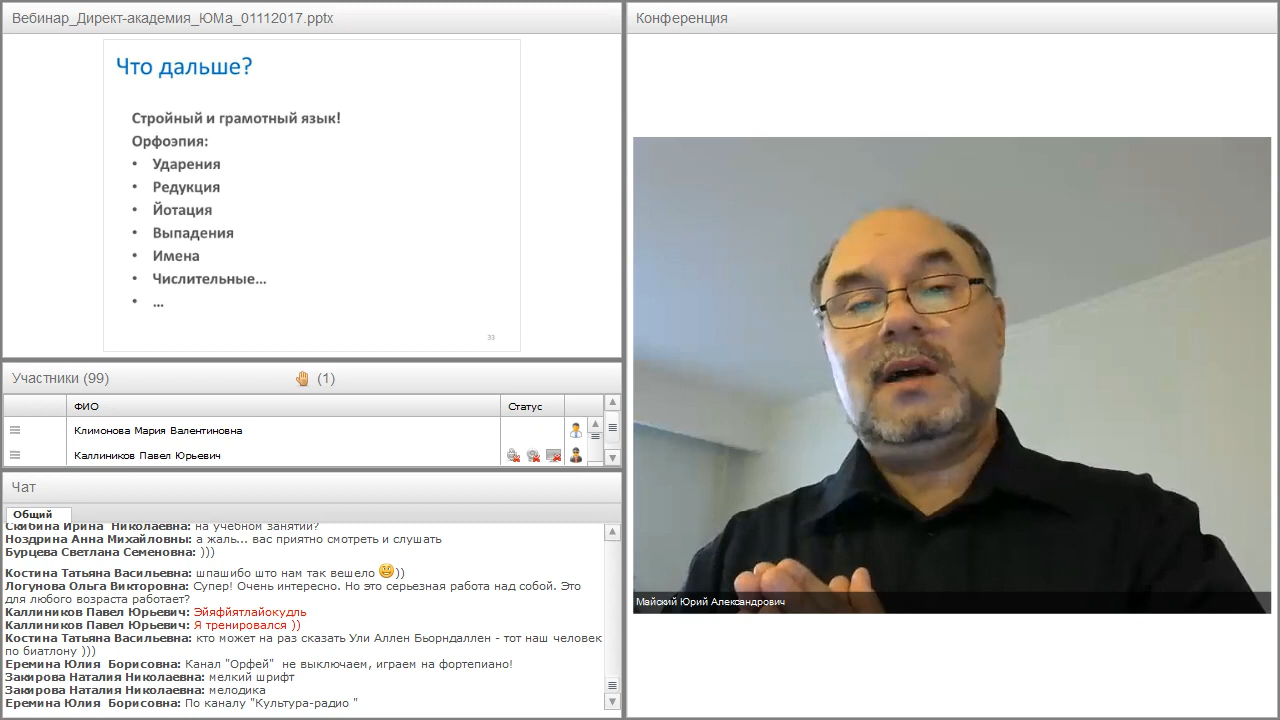 Вебинар_Директ-академия_ЮМа_01112017.pptx
Что дальше?
Стройный и грамотный язык!
Орфоэпия:
• Ударения
• Редукция
• Йотация
• Выпадения
• Имена
• Числительные...
• ...
33
Участники (99)
(1)
ФИО
Статус
Климонова Мария Валентиновна
Каллиников Павел Юрьевич
Чат
Общий
Скибина Ирина Николаевна: на учебном занятии?
Ноздрина Анна Михайловны: а жаль... вас приятно смотреть и слушать
Бурцева Светлана Семеновна: )))
Костина Татьяна Васильевна: шпашибо што нам так вешело ))
Логунова Ольга Викторовна: Супер! Очень интересно. Но это серьезная работа над собой. Это
для любого возраста работает?
Каллиников Павел Юрьевич: Эйяфйятлайокудль
Каллиников Павел Юрьевич: Я тренировался ))
Костина Татьяна Васильевна: кто может на раз сказать Ули Аллен Бьорндаллен - тот наш человек
по биатлону )))
Еремина Юлия Борисовна: Канал "Орфей" не выключаем, играем на фортепиано!
Закирова Наталия Николаевна: мелкий шрифт
Закирова Наталия Николаевна: мелодика
Еремина Юлия Борисовна: По каналу "Культура-радио "
Конференция
Майский Юрий Александрович